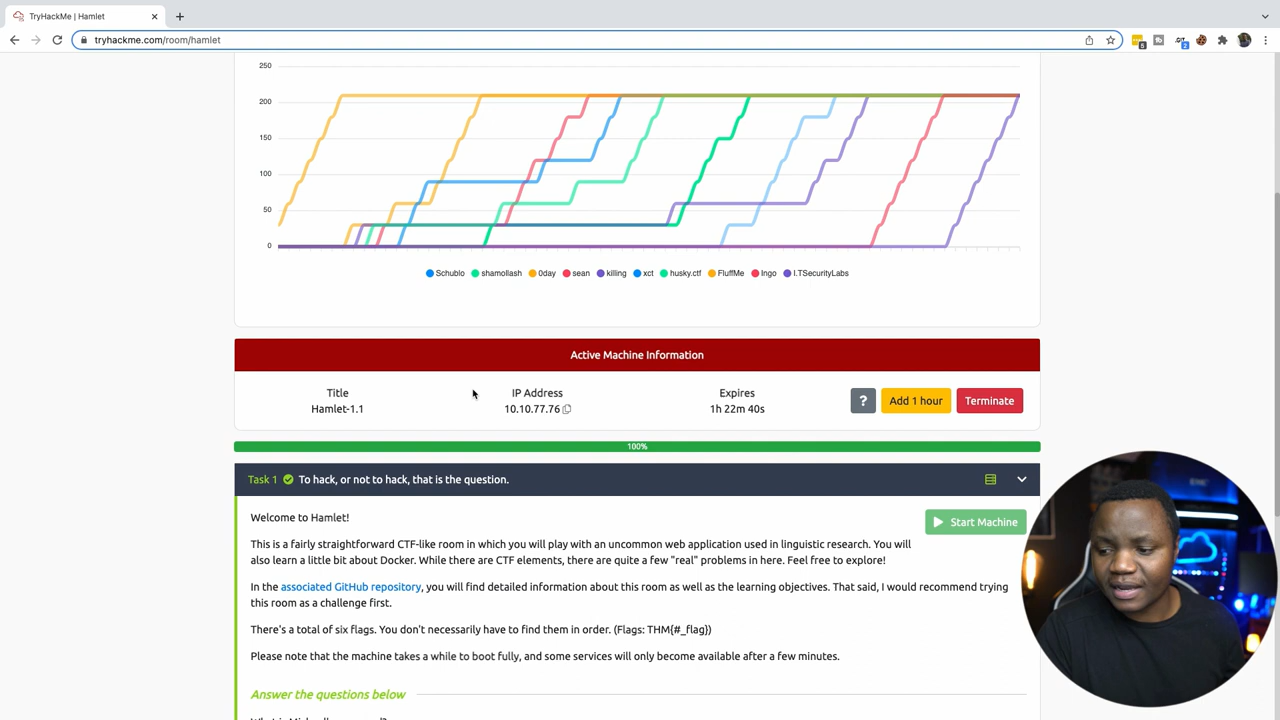 TryHackMe | Hamlet
tryhackme.com/room/hamlet
5
2
250
200
150
100
50
0
Schublo shamollash 0day sean killing xct husky.ctf FluffMe Ingo I.TSecurityLabs
Active Machine Information
Title IP Address Expires
Hamlet-1.1 10.10.77.76 1h 22m 40s ? Add 1 hour Terminate
100%
Task 1 To hack, or not to hack, that is the question.
Welcome to Hamlet!
Start Machine
This is a fairly straightforward CTF-like room in which you will play with an uncommon web application used in linguistic research. You will
also learn a little bit about Docker. While there are CTF elements, there are quite a few "real" problems in here. Feel free to explore!
In the associated GitHub repository, you will find detailed information about this room as well as the learning objectives. That said, I would recommend trying
this room as a challenge first.
There's a total of six flags. You don't necessarily have to find them in order. (Flags: THM{#_flag})
Please note that the machine takes a while to boot fully, and some services will only become available after a few minutes.
Answer the questions below